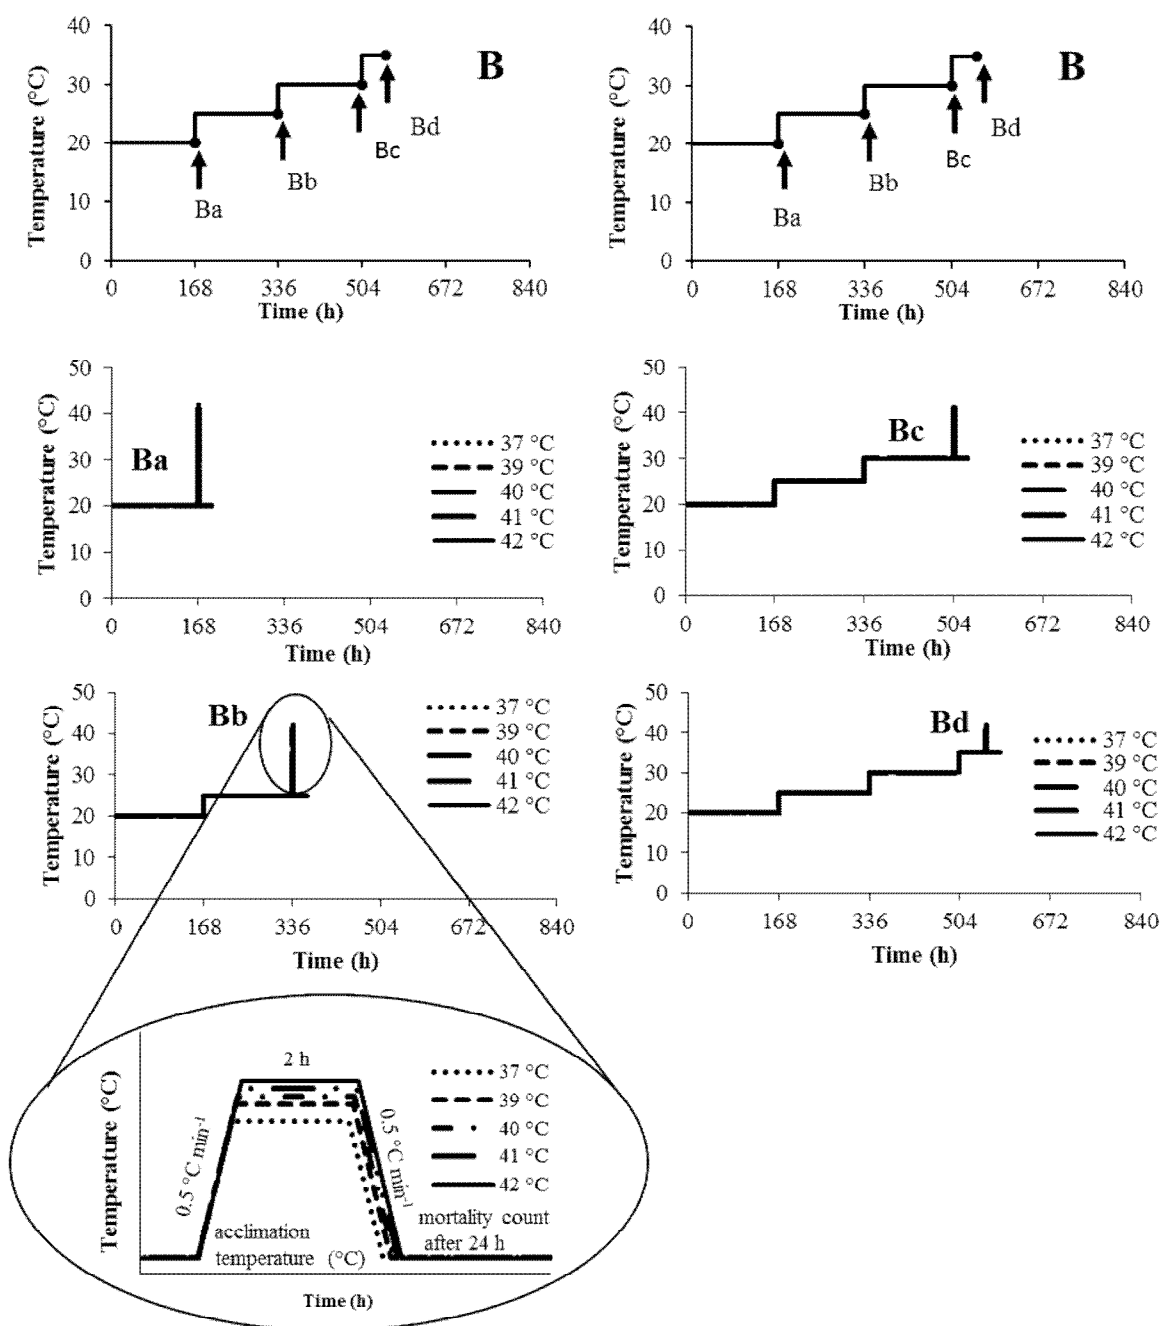 40
30
20
10
0
Temperature (°C)
B
Ba
Bb
Bc
Bd
0 168 336 504 672 840
Time (h)
40
30
20
10
0
Temperature (°C)
B
Ba
Bb
Bc
Bd
0 168 336 504 672 840
Time (h)
50
40
30
20
10
0
Temperature (°C)
Ba
37 °C
39 °C
40 °C
41 °C
42 °C
0 168 336 504 672 840
Time (h)
50
40
30
20
10
0
Temperature (°C)
Bc
37 °C
39 °C
40 °C
41 °C
42 °C
0 168 336 504 672 840
Time (h)
50
40
30
20
10
0
Temperature (°C)
Bb
37 °C
39 °C
40 °C
41 °C
42 °C
0 168 336 504 672 840
Time (h)
50
40
30
20
10
0
Temperature (°C)
Bd
37 °C
39 °C
40 °C
41 °C
42 °C
0 168 336 504 672 840
Time (h)
Temperature (°C)
2 h
0.5 °C min⁻¹
0.5 °C min⁻¹
37 °C
39 °C
40 °C
41 °C
42 °C
acclimation
temperature (°C)
mortality count
after 24 h
Time (h)